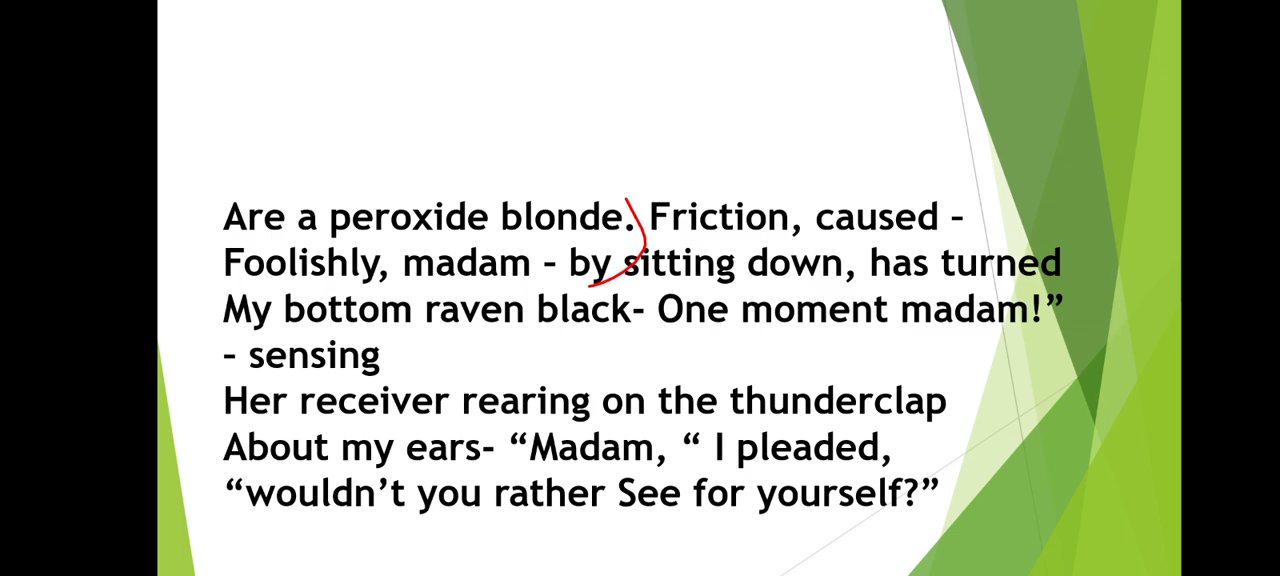 Are a peroxide blonde. Friction, caused –
Foolishly, madam – by sitting down, has turned
My bottom raven black- One moment madam!”
– sensing
Her receiver rearing on the thunderclap
About my ears- “Madam, “ I pleaded,
“wouldn’t you rather See for yourself?”